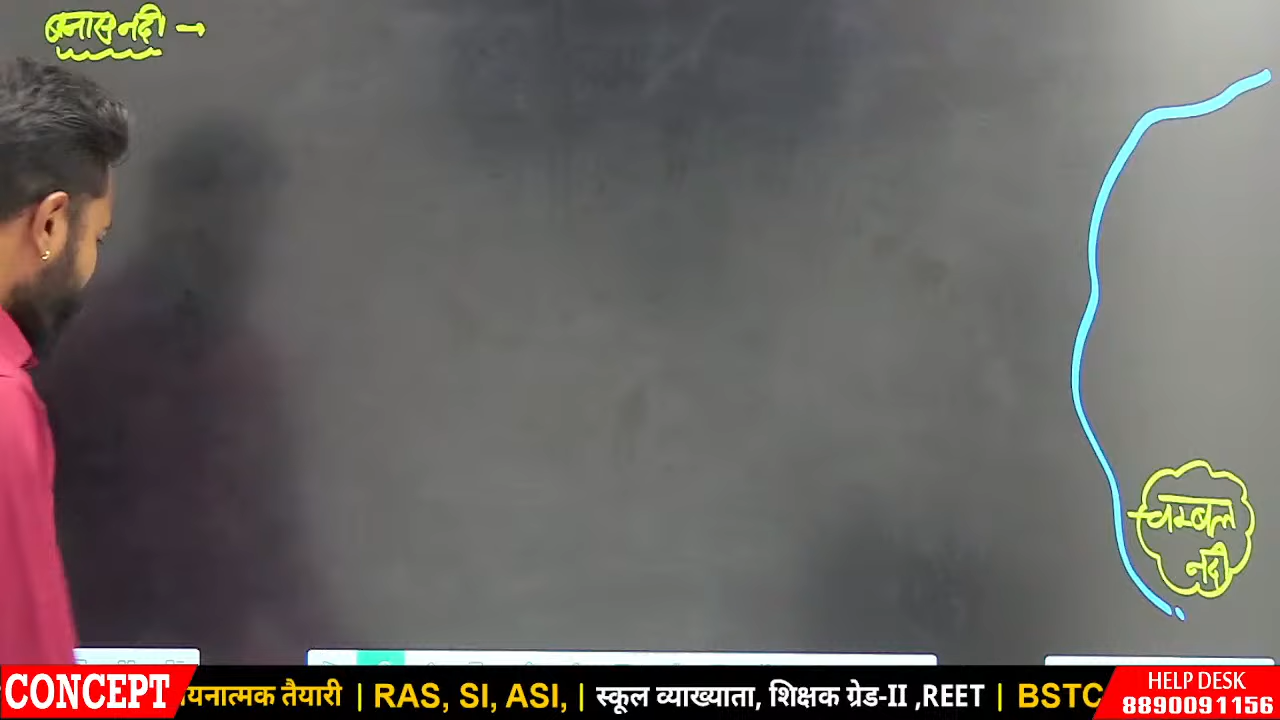 बनास नदी →
चम्बल
नदी
CONCEPT
यनात्मक तैयारी | RAS, SI, ASI, | स्कूल व्याख्याता, शिक्षक ग्रेड-II ,REET | BSTC
HELP DESK
8890091156